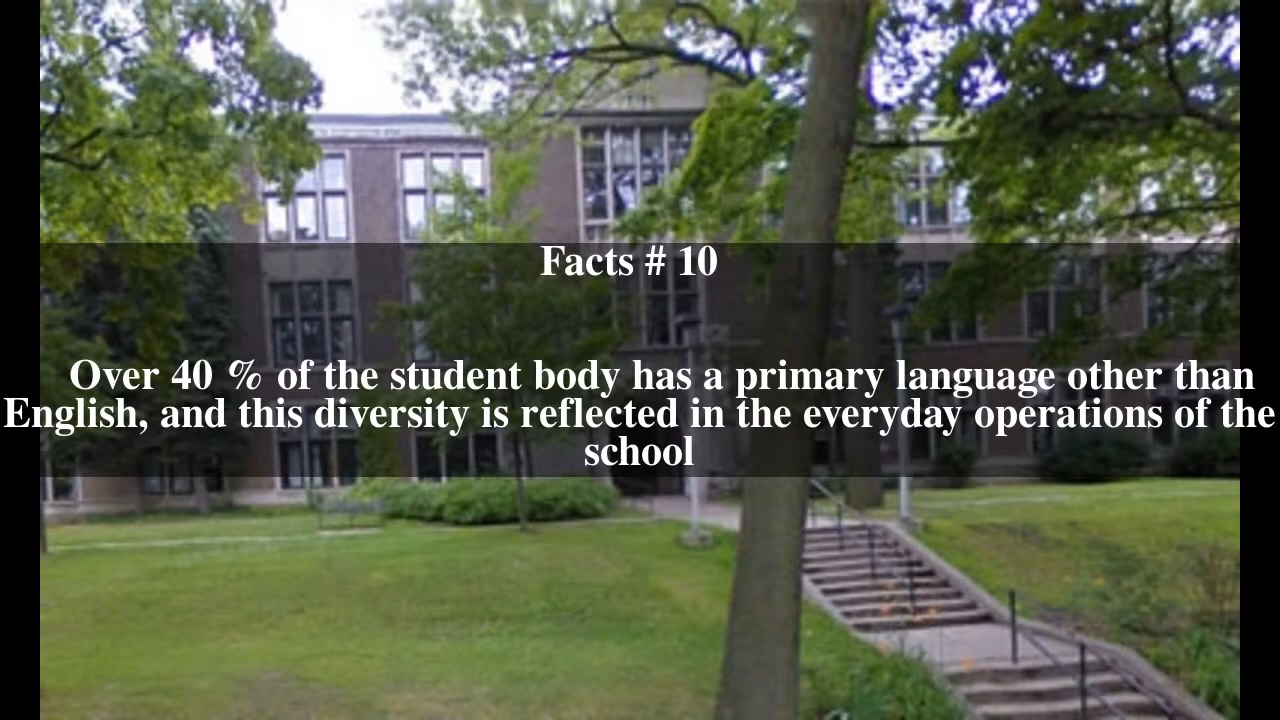 Facts # 10
Over 40 % of the student body has a primary language other than
English, and this diversity is reflected in the everyday operations of the
school